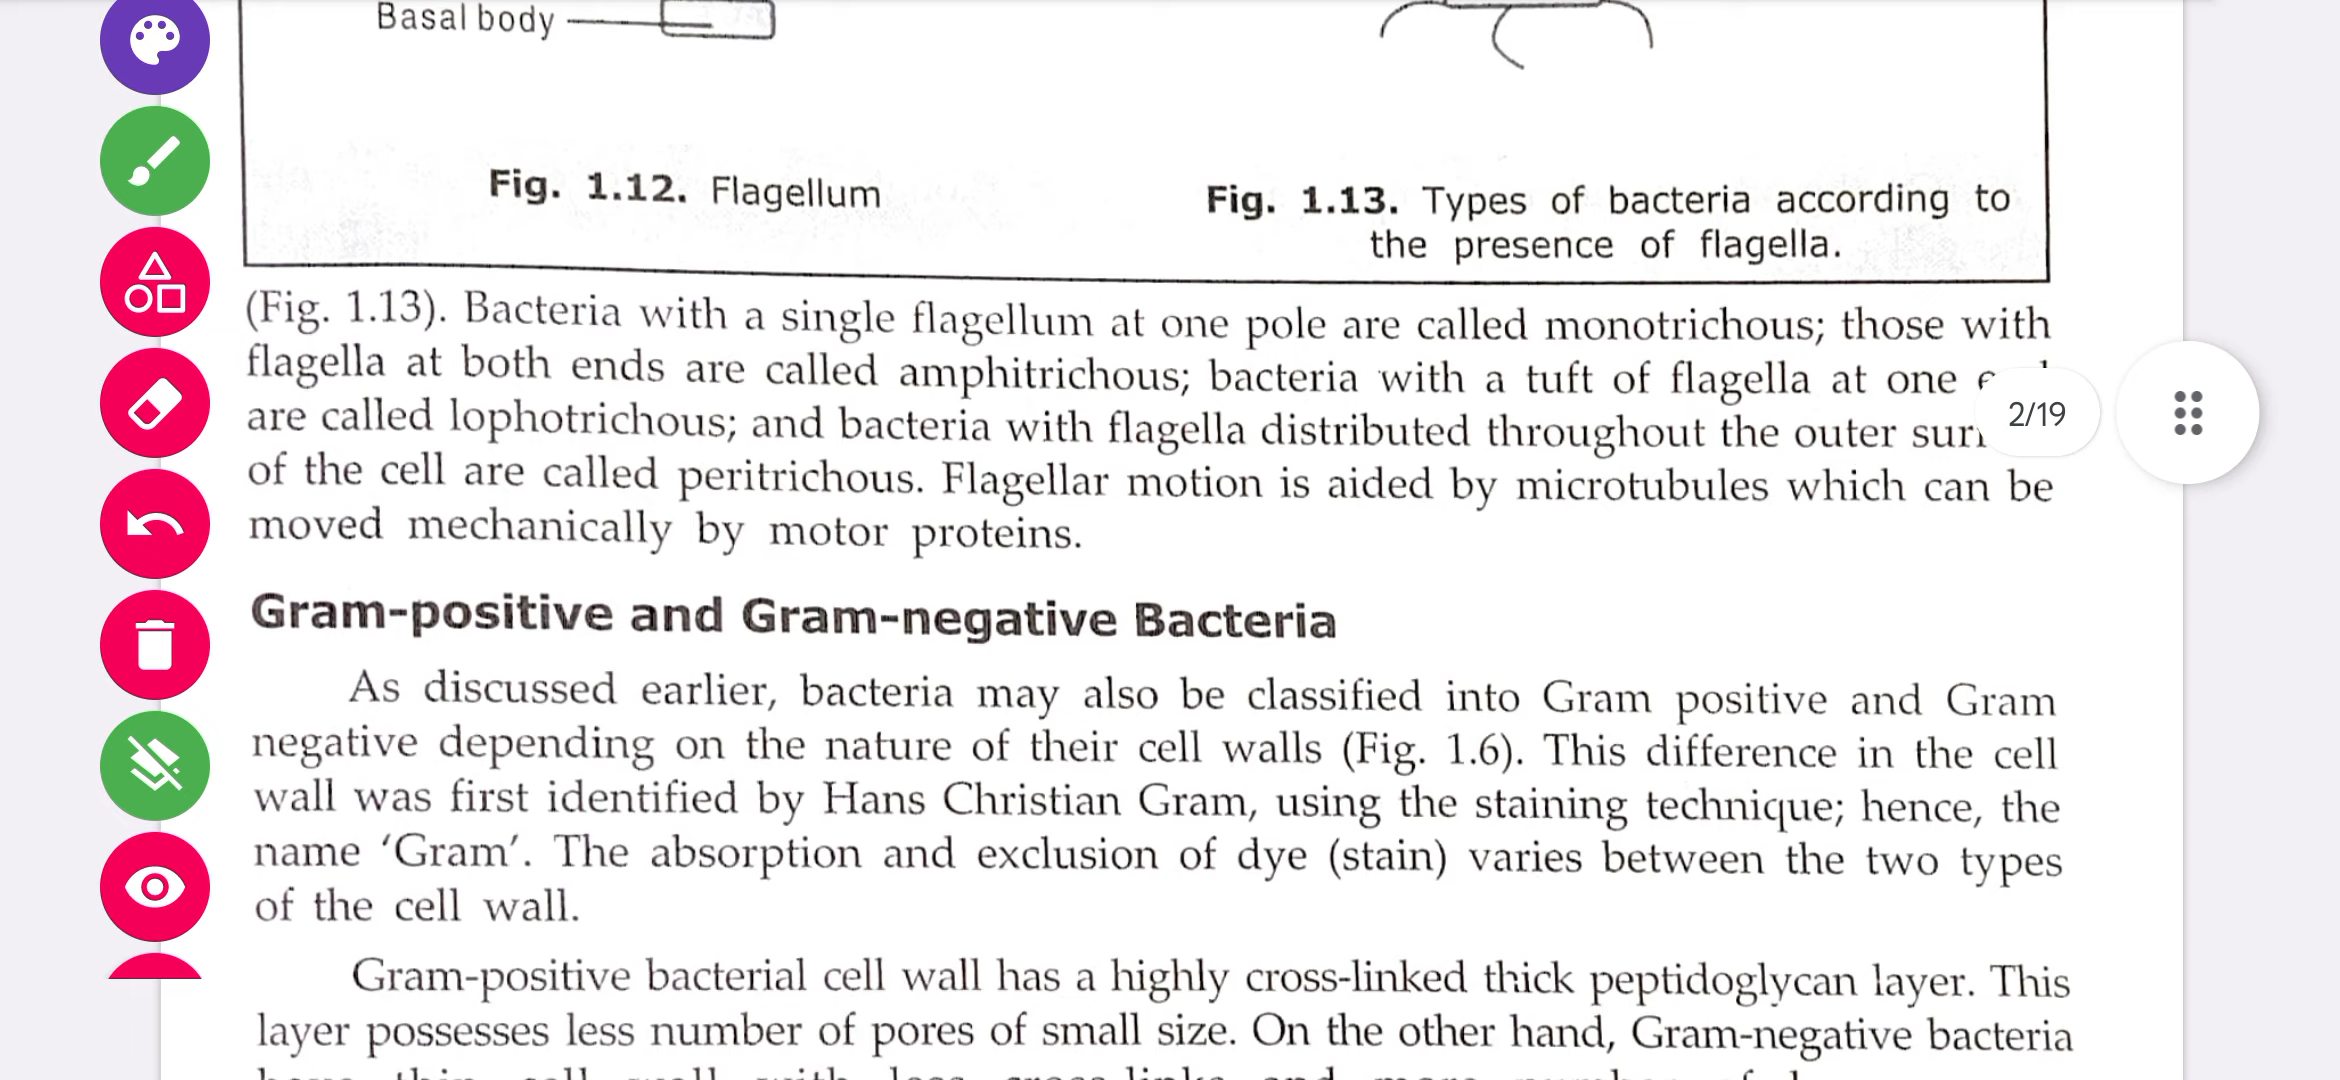 Basal body
Fig. 1.12. Flagellum
Fig. 1.13. Types of bacteria according to
the presence of flagella.
(Fig. 1.13). Bacteria with a single flagellum at one pole are called monotrichous; those with
flagella at both ends are called amphitrichous; bacteria with a tuft of flagella at one
are called lophotrichous; and bacteria with flagella distributed throughout the outer
2/19
of the cell are called peritrichous. Flagellar motion is aided by microtubules which can be
moved mechanically by motor proteins.
Gram-positive and Gram-negative Bacteria
As discussed earlier, bacteria may also be classified into Gram positive and Gram
negative depending on the nature of their cell walls (Fig. 1.6). This difference in the cell
wall was first identified by Hans Christian Gram, using the staining technique; hence, the
name ‘Gram’. The absorption and exclusion of dye (stain) varies between the two types
of the cell wall.
Gram-positive bacterial cell wall has a highly cross-linked thick peptidoglycan layer. This
layer possesses less number of pores of small size. On the other hand, Gram-negative bacteria